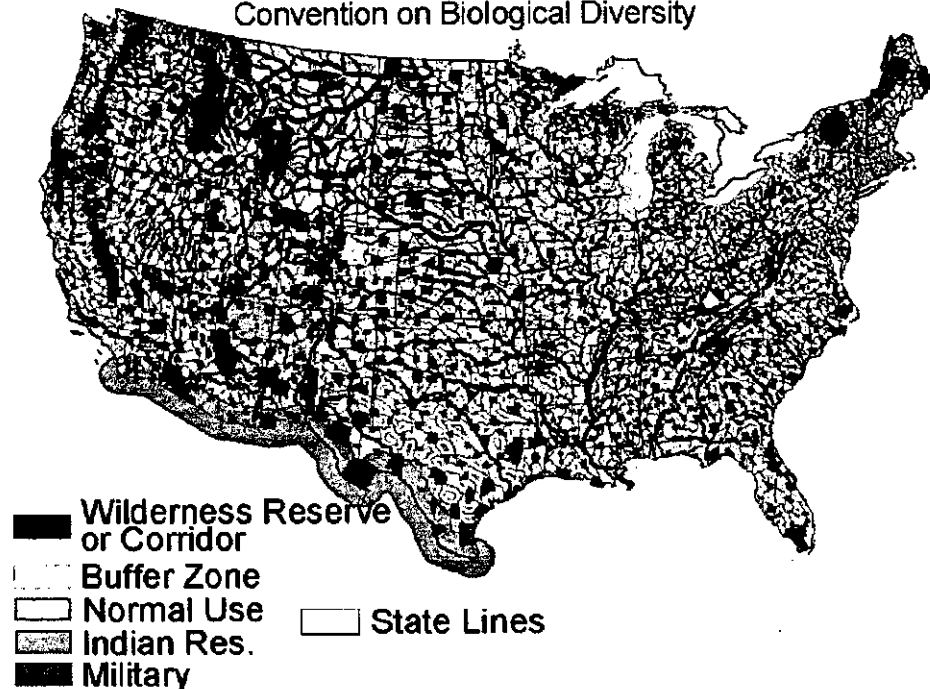 Convention on Biological Diversity
Wilderness Reserve
or Corridor
Buffer Zone
Normal Use
State Lines
Indian Res.
Military